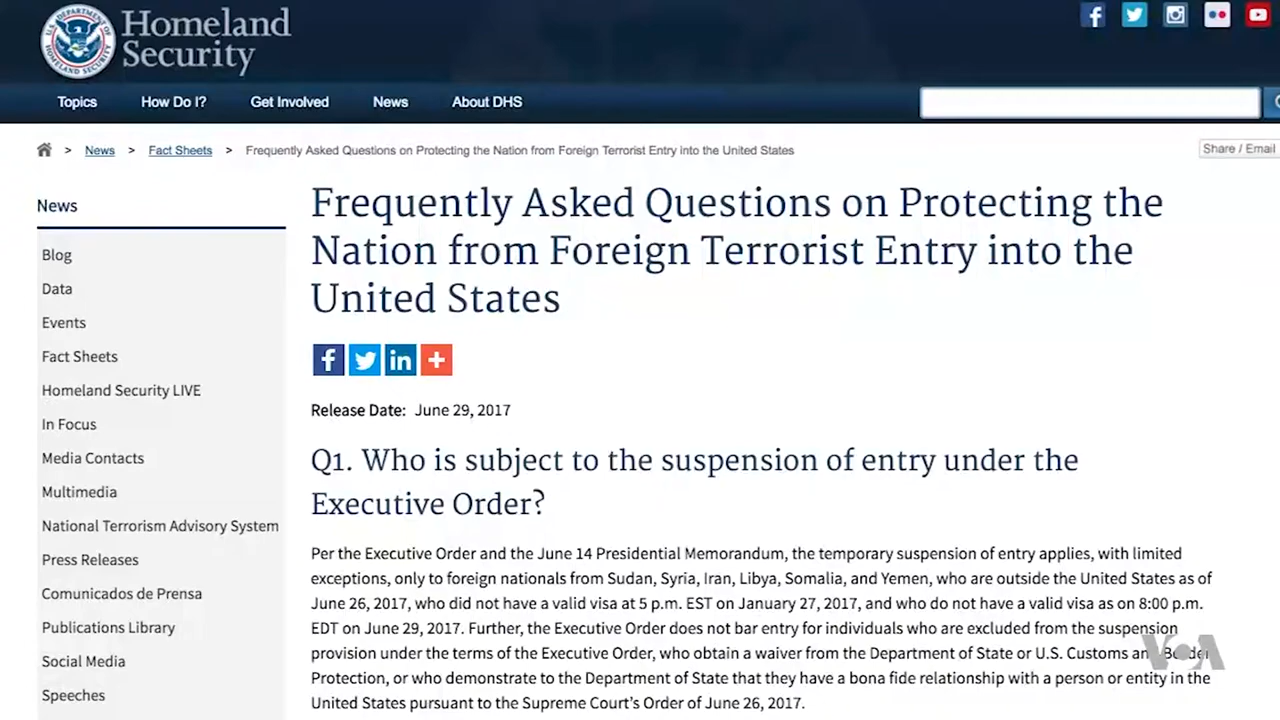 Homeland
Security
U.S. DEPARTMENT OF
HOMELAND SECURITY
Topics How Do I? Get Involved News About DHS
News > Fact Sheets > Frequently Asked Questions on Protecting the Nation from Foreign Terrorist Entry into the United States
Share / Email
News
Blog
Data
Events
Fact Sheets
Homeland Security LIVE
In Focus
Media Contacts
Multimedia
National Terrorism Advisory System
Press Releases
Comunicados de Prensa
Publications Library
Social Media
Speeches
Frequently Asked Questions on Protecting the
Nation from Foreign Terrorist Entry into the
United States
Release Date: June 29, 2017
Q1. Who is subject to the suspension of entry under the
Executive Order?
Per the Executive Order and the June 14 Presidential Memorandum, the temporary suspension of entry applies, with limited
exceptions, only to foreign nationals from Sudan, Syria, Iran, Libya, Somalia, and Yemen, who are outside the United States as of
June 26, 2017, who did not have a valid visa at 5 p.m. EST on January 27, 2017, and who do not have a valid visa as on 8:00 p.m.
EDT on June 29, 2017. Further, the Executive Order does not bar entry for individuals who are excluded from the suspension
provision under the terms of the Executive Order, who obtain a waiver from the Department of State or U.S. Customs and Border
Protection, or who demonstrate to the Department of State that they have a bona fide relationship with a person or entity in the
United States pursuant to the Supreme Court's Order of June 26, 2017.
VOA